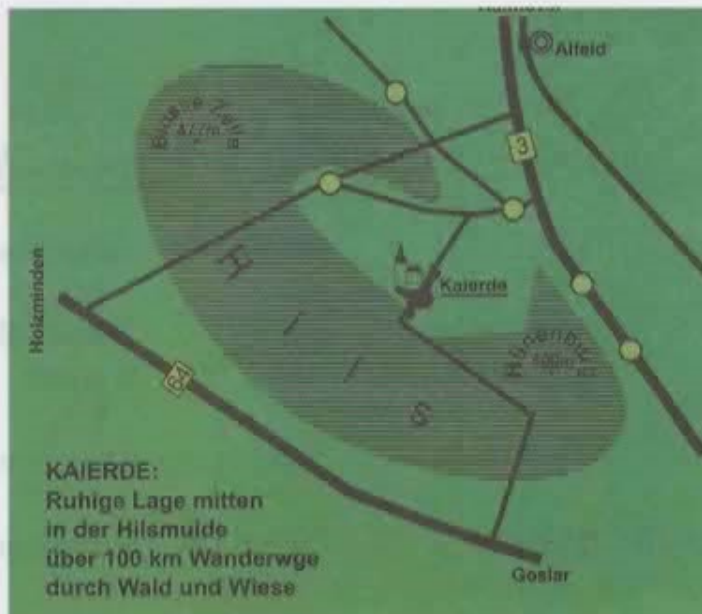 Alfeld
3
Kaierde
H I l S
Holzminden
64
400m
KAIERDE:
Ruhige Lage mitten
in der Hilsmulde
über 100 km Wanderwge
durch Wald und Wiese
Goslar